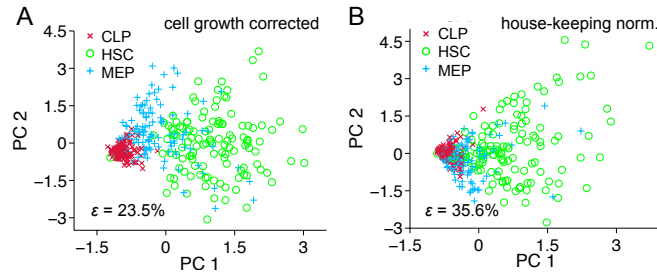 A
cell growth corrected
CLP
HSC
MEP
4.5
3
1.5
0
−1.5
−3
PC 2
ε = 23.5%
−1.5
0
1.5
3
PC 1
B
house-keeping norm.
CLP
HSC
MEP
4.5
3
1.5
0
−1.5
−3
PC 2
ε = 35.6%
−1.5
0
1.5
3
PC 1